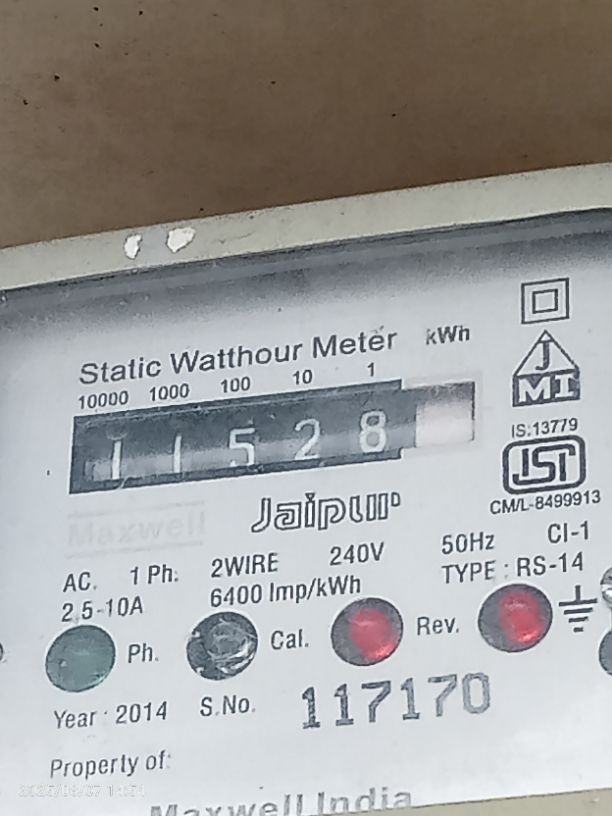 Static Watthour Meter kWh
10000 1000 100 10 1
1 1 5 2 8
J
MI
IS:13779
ISI
CM/L-8499913
Maxwell
Jaipur
AC. 1 Ph: 2WIRE 240V 50Hz Cl-1
2,5-10A 6400 Imp/kWh TYPE : RS-14
Ph. Cal. Rev.
Year : 2014 S.No. 117170
Property of:
Maxwell India